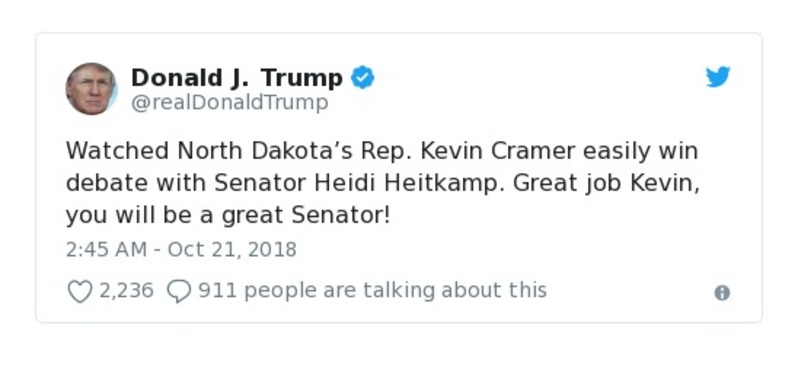 Donald J. Trump
@realDonaldTrump
Watched North Dakota’s Rep. Kevin Cramer easily win
debate with Senator Heidi Heitkamp. Great job Kevin,
you will be a great Senator!
2:45 AM - Oct 21, 2018
2,236 911 people are talking about this